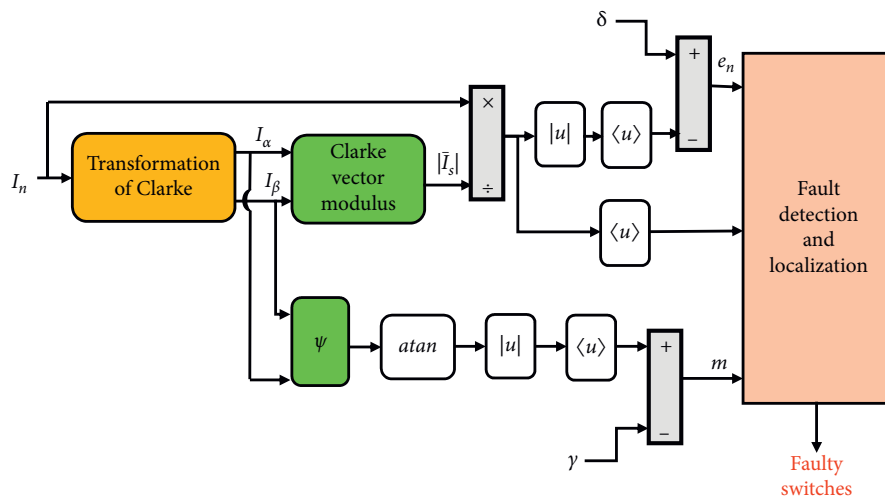 δ
+
e_n
−
×
|u|
⟨u⟩
I_n
Transformation
of Clarke
I_α
I_β
Clarke
vector
modulus
|Ī_s|
÷
⟨u⟩
Fault
detection
and
localization
ψ
atan
|u|
⟨u⟩
+
−
m
γ
Faulty
switches